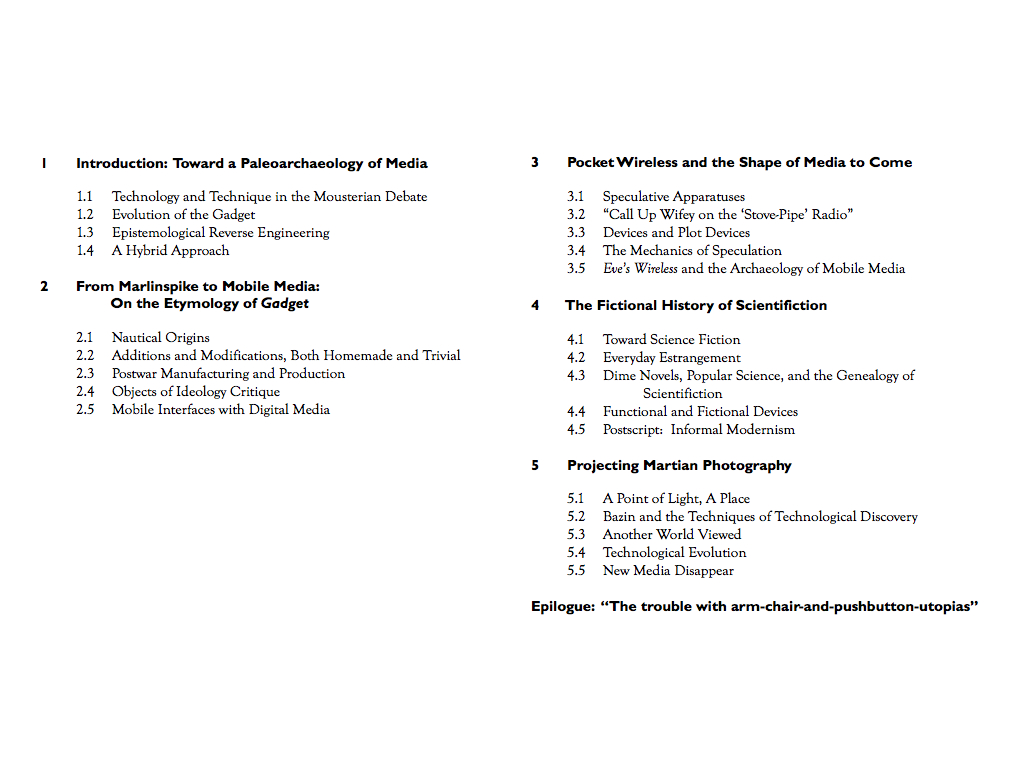 1 Introduction: Toward a Paleoarchaeology of Media
1.1 Technology and Technique in the Mousterian Debate
1.2 Evolution of the Gadget
1.3 Epistemological Reverse Engineering
1.4 A Hybrid Approach
2 From Marlinspike to Mobile Media:
On the Etymology of Gadget
2.1 Nautical Origins
2.2 Additions and Modifications, Both Homemade and Trivial
2.3 Postwar Manufacturing and Production
2.4 Objects of Ideology Critique
2.5 Mobile Interfaces with Digital Media
3 Pocket Wireless and the Shape of Media to Come
3.1 Speculative Apparatuses
3.2 “Call Up Wifey on the ‘Stove-Pipe’ Radio”
3.3 Devices and Plot Devices
3.4 The Mechanics of Speculation
3.5 Eve’s Wireless and the Archaeology of Mobile Media
4 The Fictional History of Scientifiction
4.1 Toward Science Fiction
4.2 Everyday Estrangement
4.3 Dime Novels, Popular Science, and the Genealogy of
Scientifiction
4.4 Functional and Fictional Devices
4.5 Postscript: Informal Modernism
5 Projecting Martian Photography
5.1 A Point of Light, A Place
5.2 Bazin and the Techniques of Technological Discovery
5.3 Another World Viewed
5.4 Technological Evolution
5.5 New Media Disappear
Epilogue: “The trouble with arm-chair-and-pushbutton-utopias”